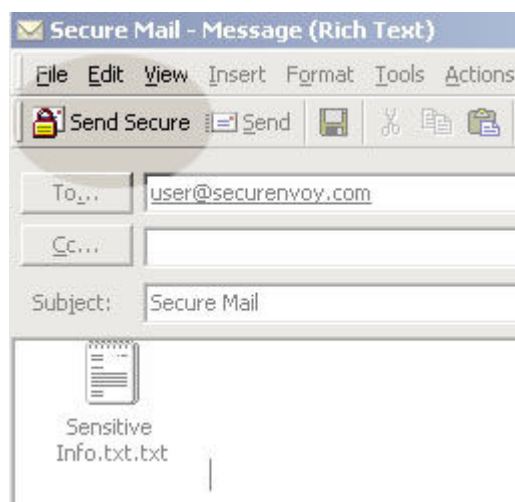 Secure Mail - Message (Rich Text)
File Edit View Insert Format Tools Actions
Send Secure Send
To... user@securenvoy.com
Cc...
Subject: Secure Mail
Sensitive
Info.txt.txt